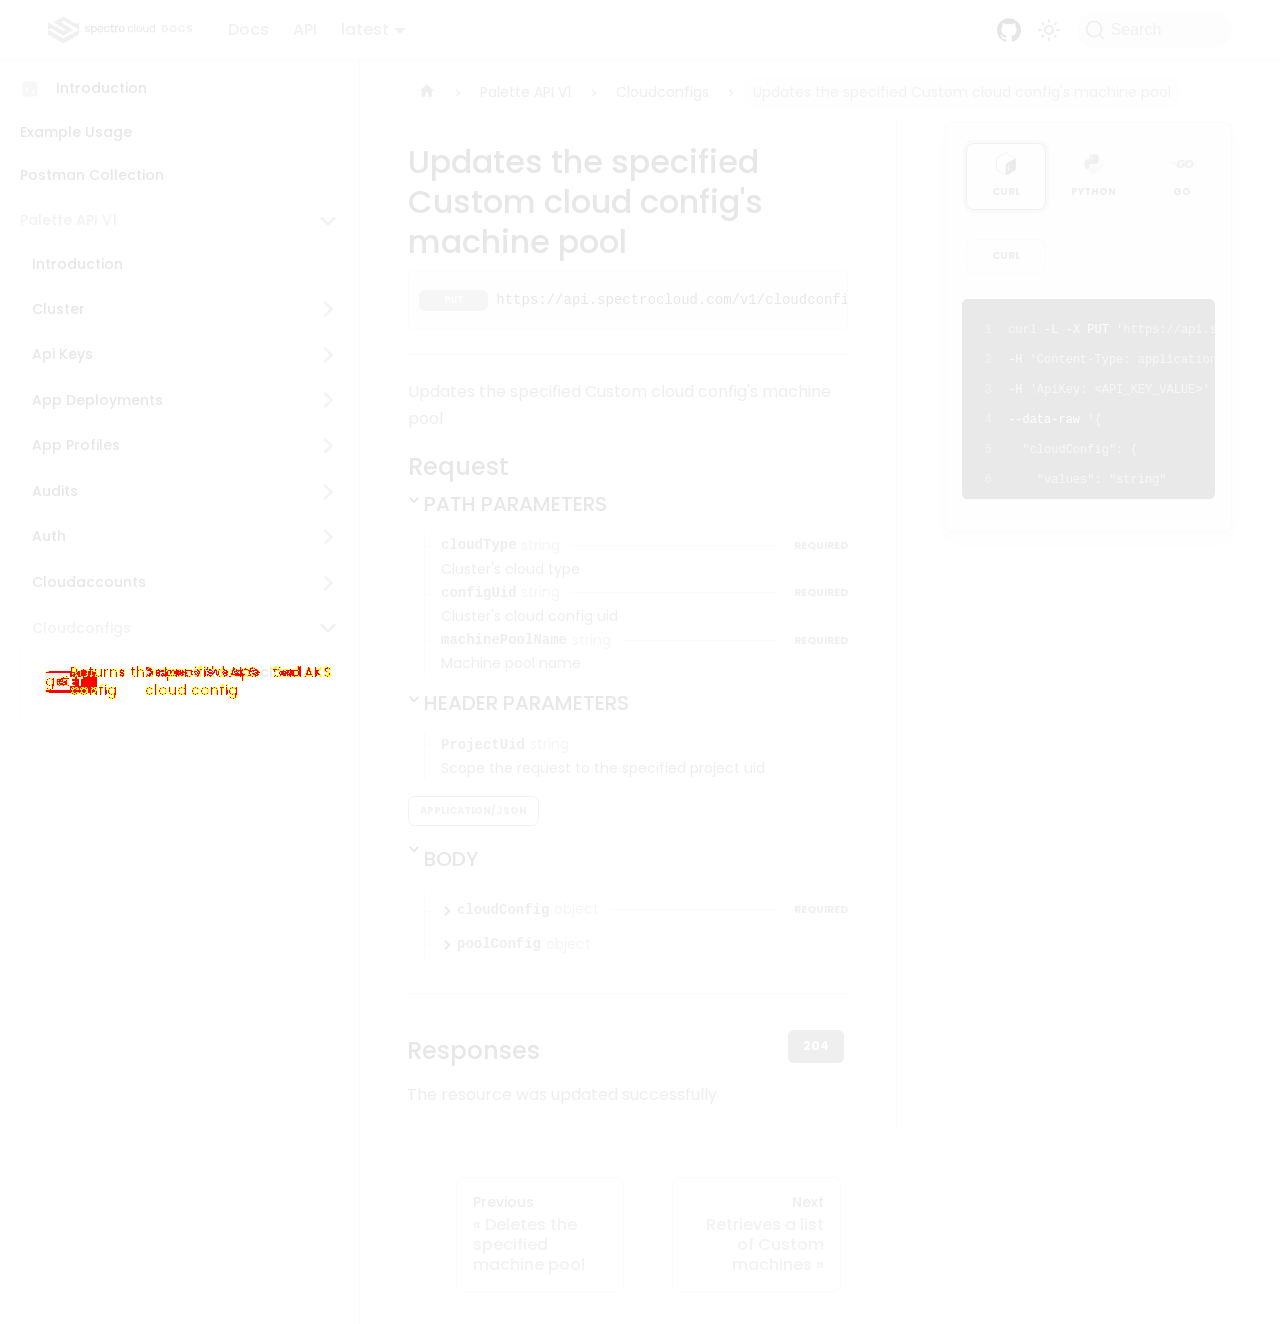 spectro cloud DOCS
Docs
API
latest
Search
Introduction
Example Usage
Postman Collection
Palette API V1
Introduction
Cluster
Api Keys
App Deployments
App Profiles
Audits
Auth
Cloudaccounts
Cloudconfigs
cloud config
Palette API V1
Cloudconfigs
Updates the specified Custom cloud config's machine pool
Updates the specified
Custom cloud config's
machine pool
PUT https://api.spectrocloud.com/v1/cloudconfi
Updates the specified Custom cloud config's machine
pool
Request
PATH PARAMETERS
cloudType string REQUIRED
Cluster's cloud type
configUid string REQUIRED
Cluster's cloud config uid
machinePoolName string REQUIRED
Machine pool name
HEADER PARAMETERS
ProjectUid string
Scope the request to the specified project uid
APPLICATION/JSON
BODY
cloudConfig object REQUIRED
poolConfig object
Responses
204
The resource was updated successfully
Previous
« Deletes the
specified
machine pool
Next
Retrieves a list
of Custom
machines »
CURL
PYTHON
GO
CURL
1 curl -L -X PUT 'https://api.s
2 -H 'Content-Type: application
3 -H 'ApiKey: <API_KEY_VALUE>'
4 --data-raw '{
5 "cloudConfig": {
6 "values": "string"